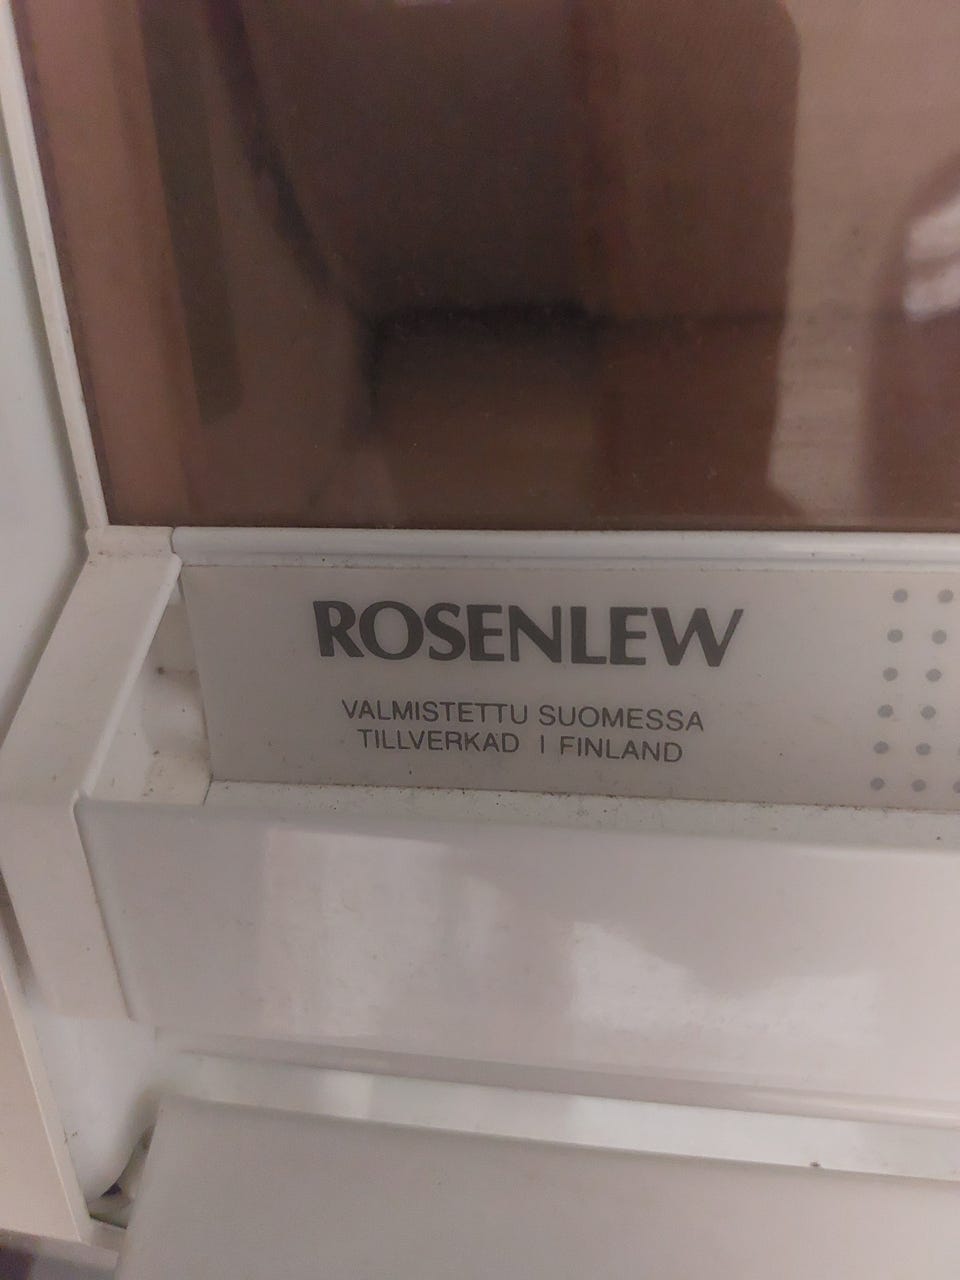 ROSENLEW
VALMISTETTU SUOMESSA
TILLVERKAD I FINLAND